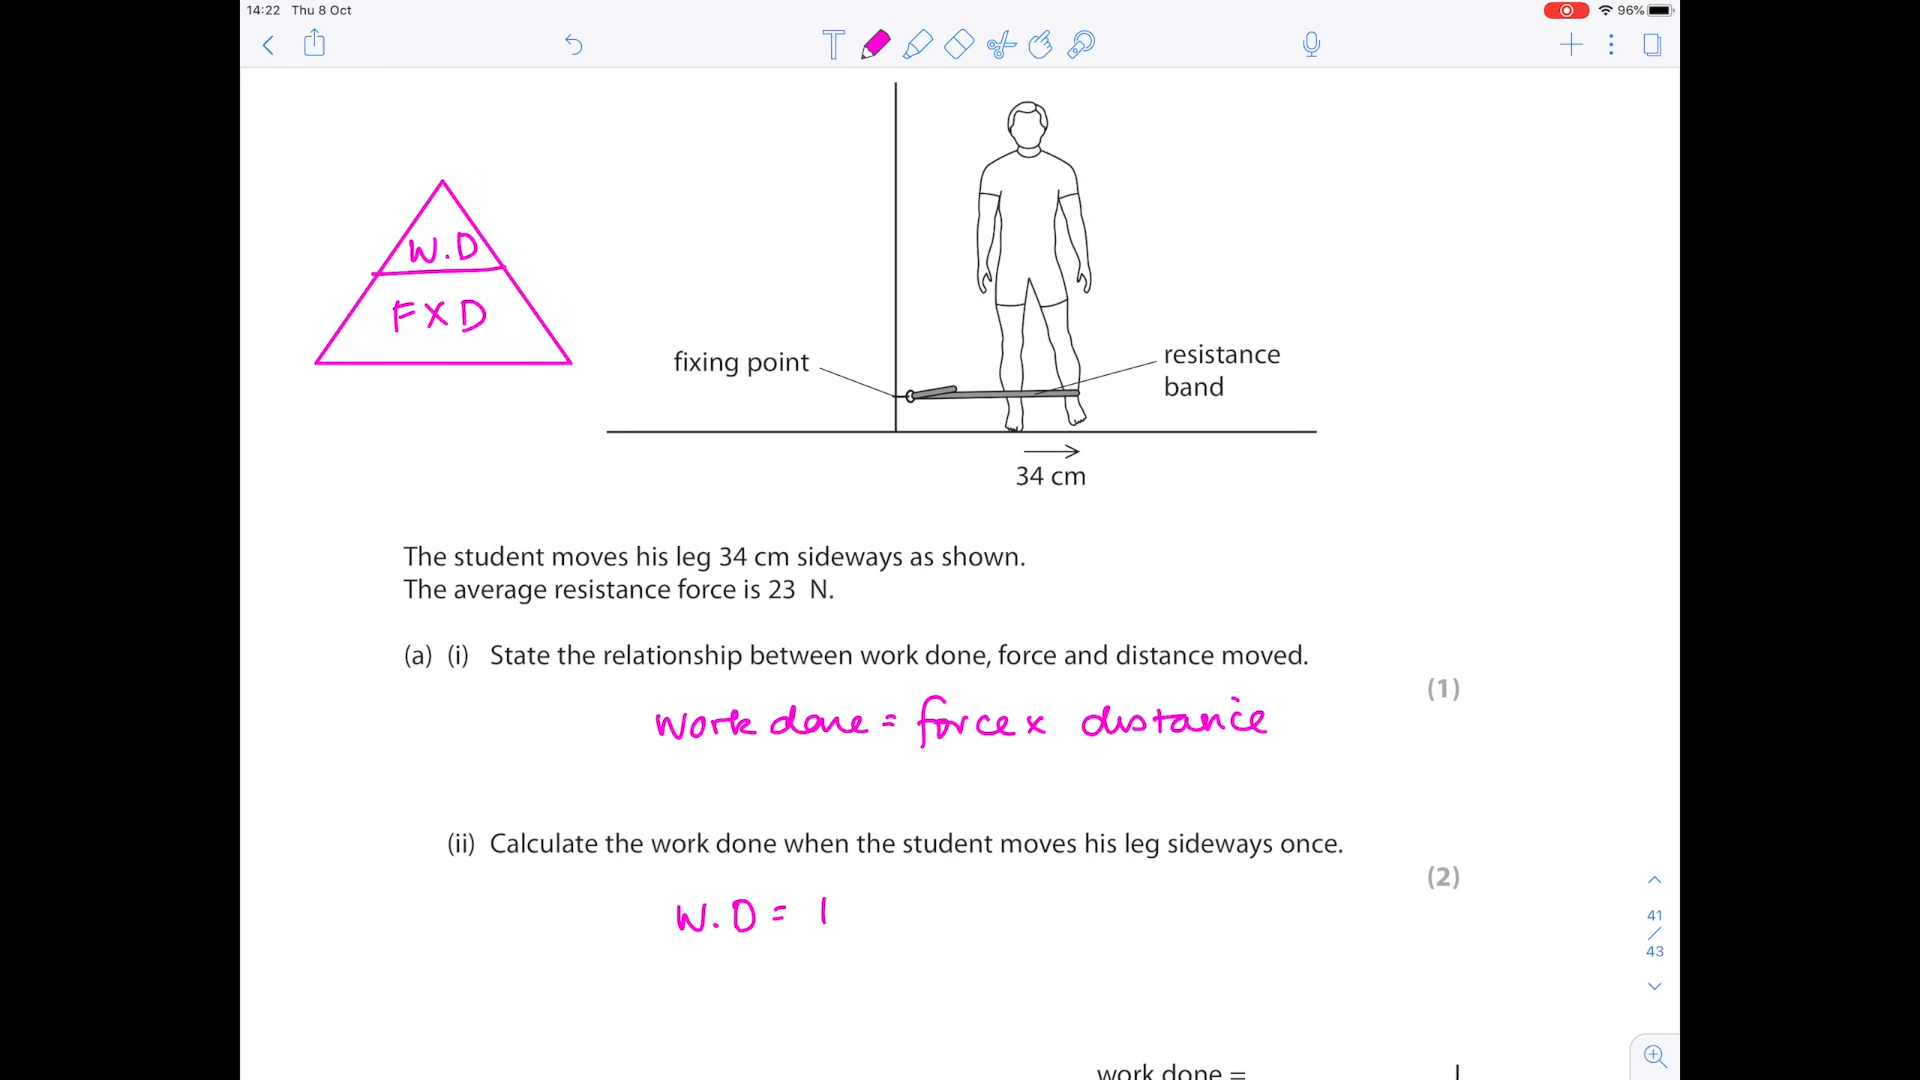 14:22 Thu 8 Oct
96%
W.D
F X D
fixing point
resistance
band
34 cm
The student moves his leg 34 cm sideways as shown.
The average resistance force is 23 N.
(a) (i) State the relationship between work done, force and distance moved.
(1)
work done = force x distance
(ii) Calculate the work done when the student moves his leg sideways once.
(2)
W.D =
41
/
43
work done =